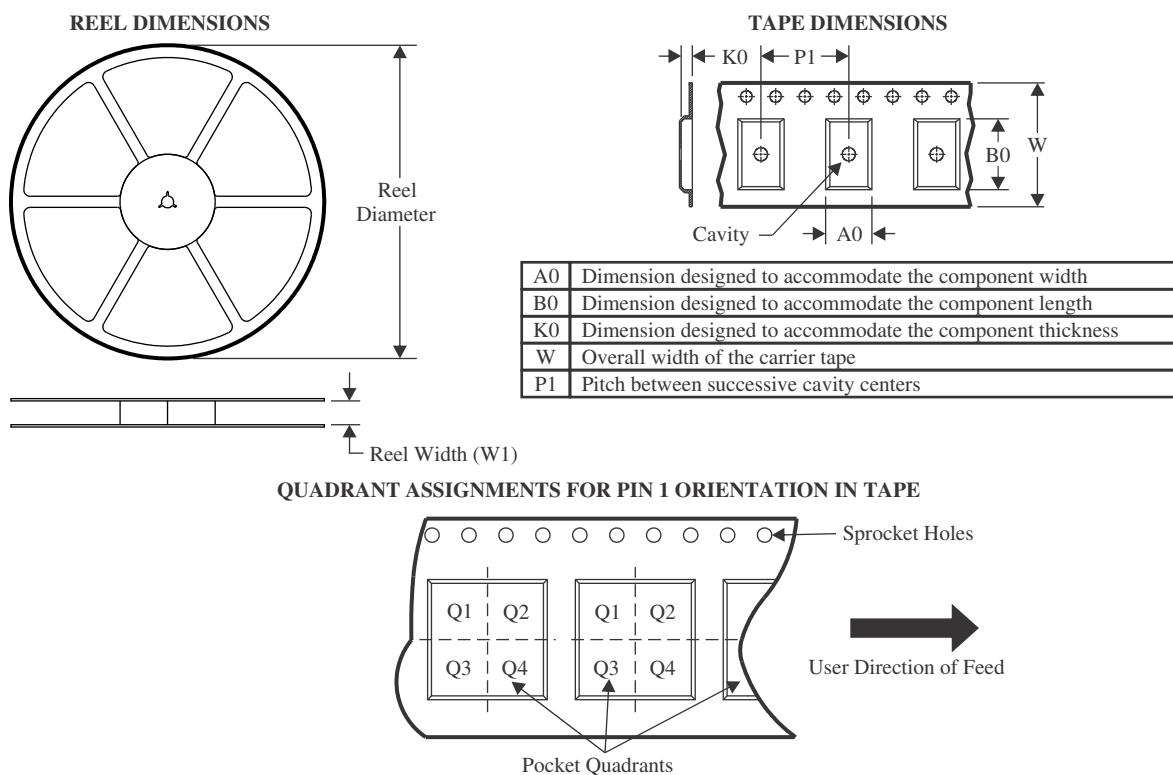 REEL DIMENSIONS
Reel
Diameter
Reel Width (W1)
TAPE DIMENSIONS
K0
P1
B0
W
Cavity
A0
A0 Dimension designed to accommodate the component width
B0 Dimension designed to accommodate the component length
K0 Dimension designed to accommodate the component thickness
W Overall width of the carrier tape
P1 Pitch between successive cavity centers
QUADRANT ASSIGNMENTS FOR PIN 1 ORIENTATION IN TAPE
Sprocket Holes
Q1 Q2 Q1 Q2
Q3 Q4 Q3 Q4
User Direction of Feed
Pocket Quadrants